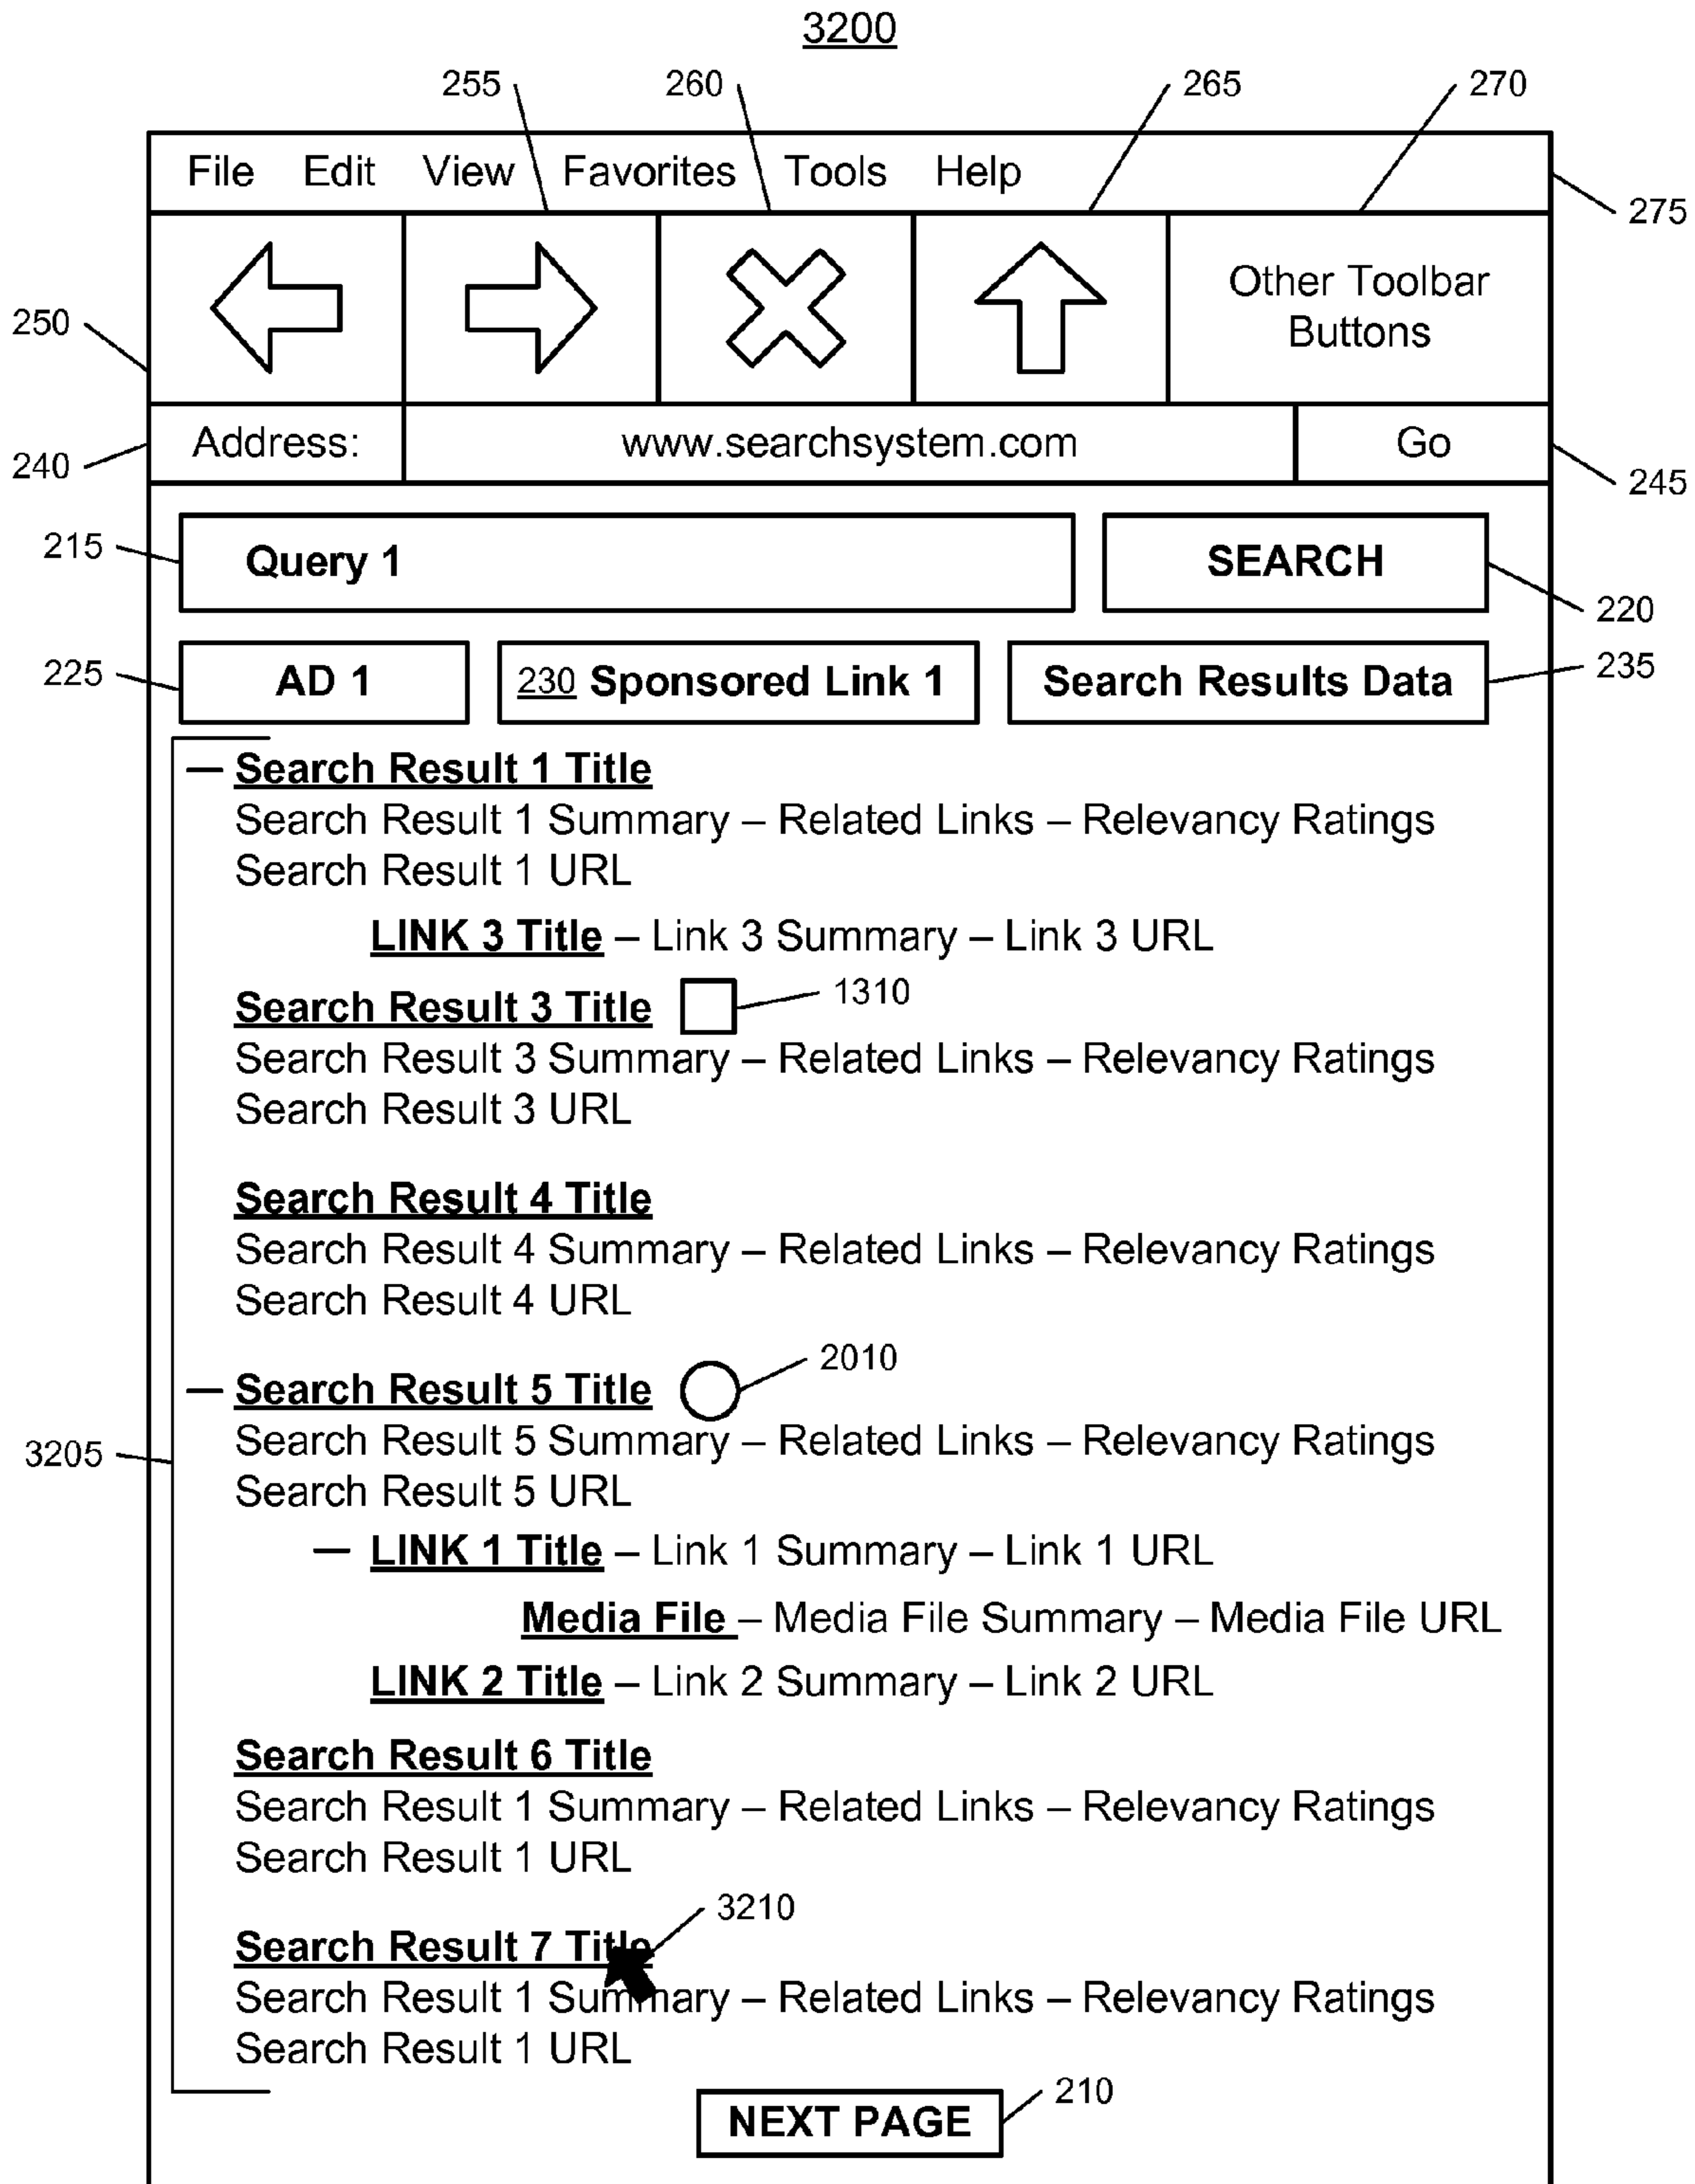 3200
255 260 265 270
File Edit View Favorites Tools Help
275
Other Toolbar
Buttons
250
Address: www.searchsystem.com Go
240
245
215
Query 1 SEARCH
220
225
AD 1 230 Sponsored Link 1 Search Results Data
235
— Search Result 1 Title
Search Result 1 Summary – Related Links – Relevancy Ratings
Search Result 1 URL
LINK 3 Title – Link 3 Summary – Link 3 URL
Search Result 3 Title 1310
Search Result 3 Summary – Related Links – Relevancy Ratings
Search Result 3 URL
Search Result 4 Title
Search Result 4 Summary – Related Links – Relevancy Ratings
Search Result 4 URL
2010
— Search Result 5 Title
Search Result 5 Summary – Related Links – Relevancy Ratings
3205
Search Result 5 URL
— LINK 1 Title – Link 1 Summary – Link 1 URL
Media File – Media File Summary – Media File URL
LINK 2 Title – Link 2 Summary – Link 2 URL
Search Result 6 Title
Search Result 1 Summary – Related Links – Relevancy Ratings
Search Result 1 URL
3210
Search Result 7 Title
Search Result 1 Summary – Related Links – Relevancy Ratings
Search Result 1 URL
210
NEXT PAGE